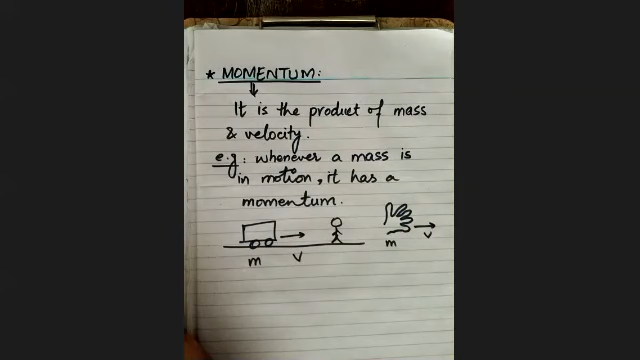 * MOMENTUM:
It is the product of mass
& velocity.
e.g: whenever a mass is
in motion, it has a
momentum.
m v m v